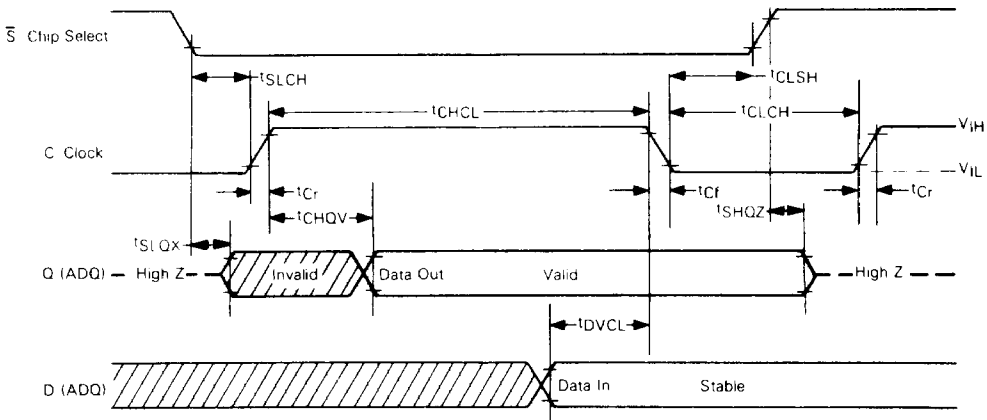 S̅ Chip Select
tSLCH
tCLSH
tCHCL
tCLCH
VIH
C Clock
VIL
tCr
tCf
tCr
tCHQV
tSHQZ
tSLQX
Q (ADQ) High Z Invalid Data Out Valid High Z
tDVCL
D (ADQ) Data In Stable